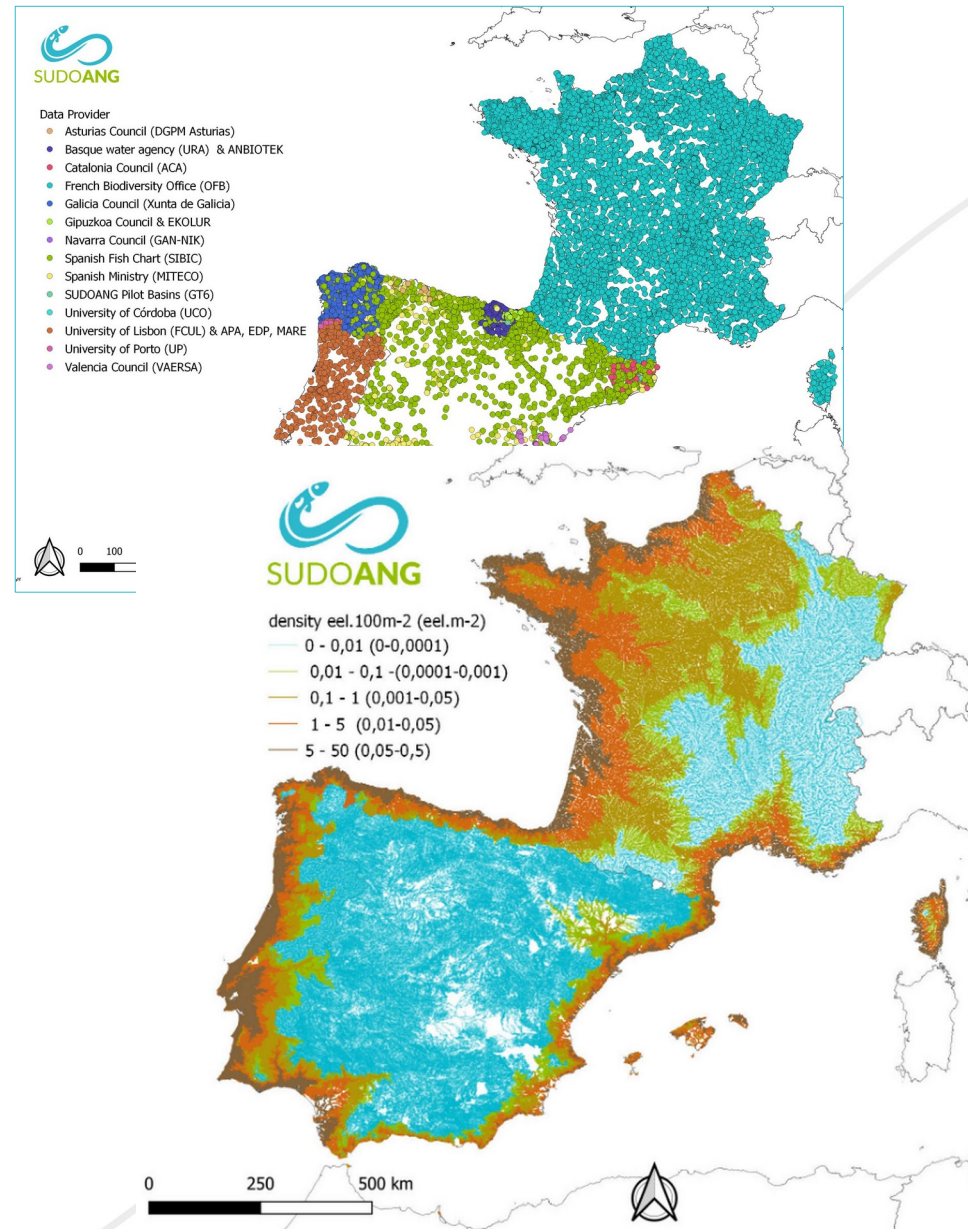 SUDOANG
Data Provider
Asturias Council (DGPM Asturias)
Basque water agency (URA) & ANBIOTEK
Catalonia Council (ACA)
French Biodiversity Office (OFB)
Galicia Council (Xunta de Galicia)
Gipuzkoa Council & EKOLUR
Navarra Council (GAN-NIK)
Spanish Fish Chart (SIBIC)
Spanish Ministry (MITECO)
SUDOANG Pilot Basins (GT6)
University of Córdoba (UCO)
University of Lisbon (FCUL) & APA, EDP, MARE
University of Porto (UP)
Valencia Council (VAERSA)
0 100
SUDOANG
density eel.100m-2 (eel.m-2)
0 - 0,01 (0-0,0001)
0,01 - 0,1 -(0,0001-0,001)
0,1 - 1 (0,001-0,05)
1 - 5 (0,01-0,05)
5 - 50 (0,05-0,5)
0 250 500 km